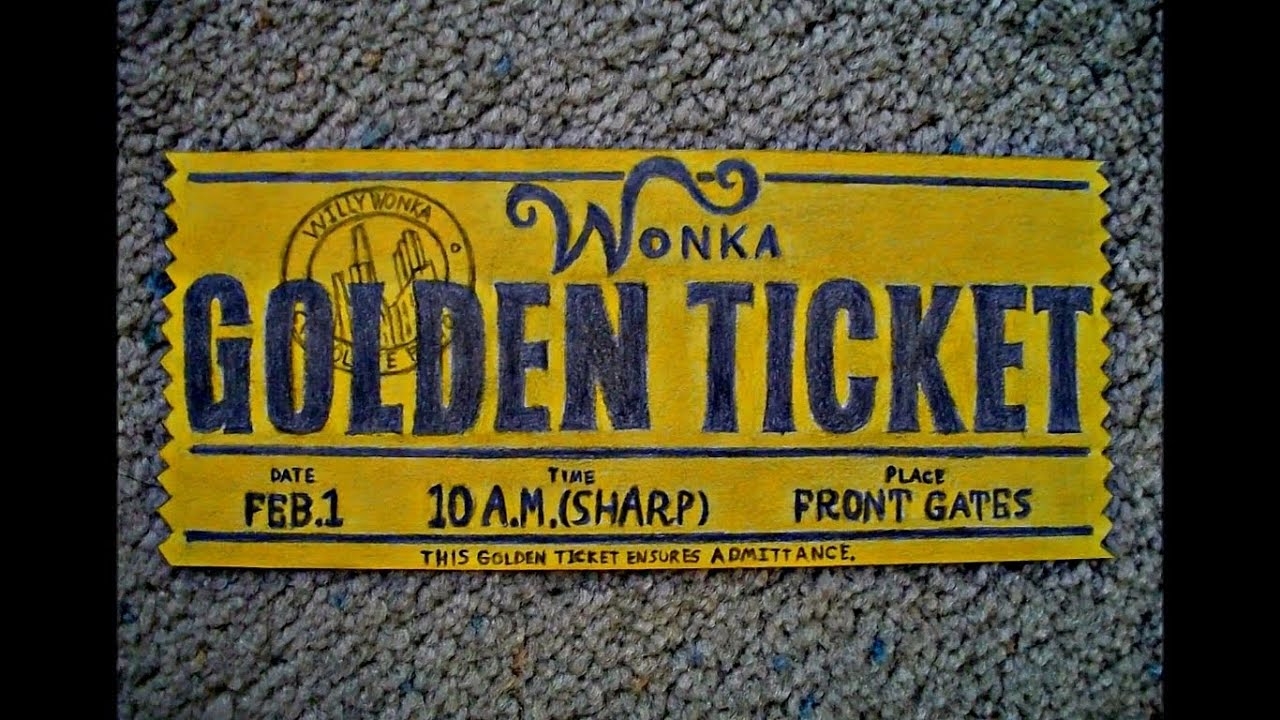 WILLY WONKA
WONKA
GOLDEN TICKET
DATE
FEB.1
TIME
10 A.M.(SHARP)
PLACE
FRONT GATES
THIS GOLDEN TICKET ENSURES ADMITTANCE.